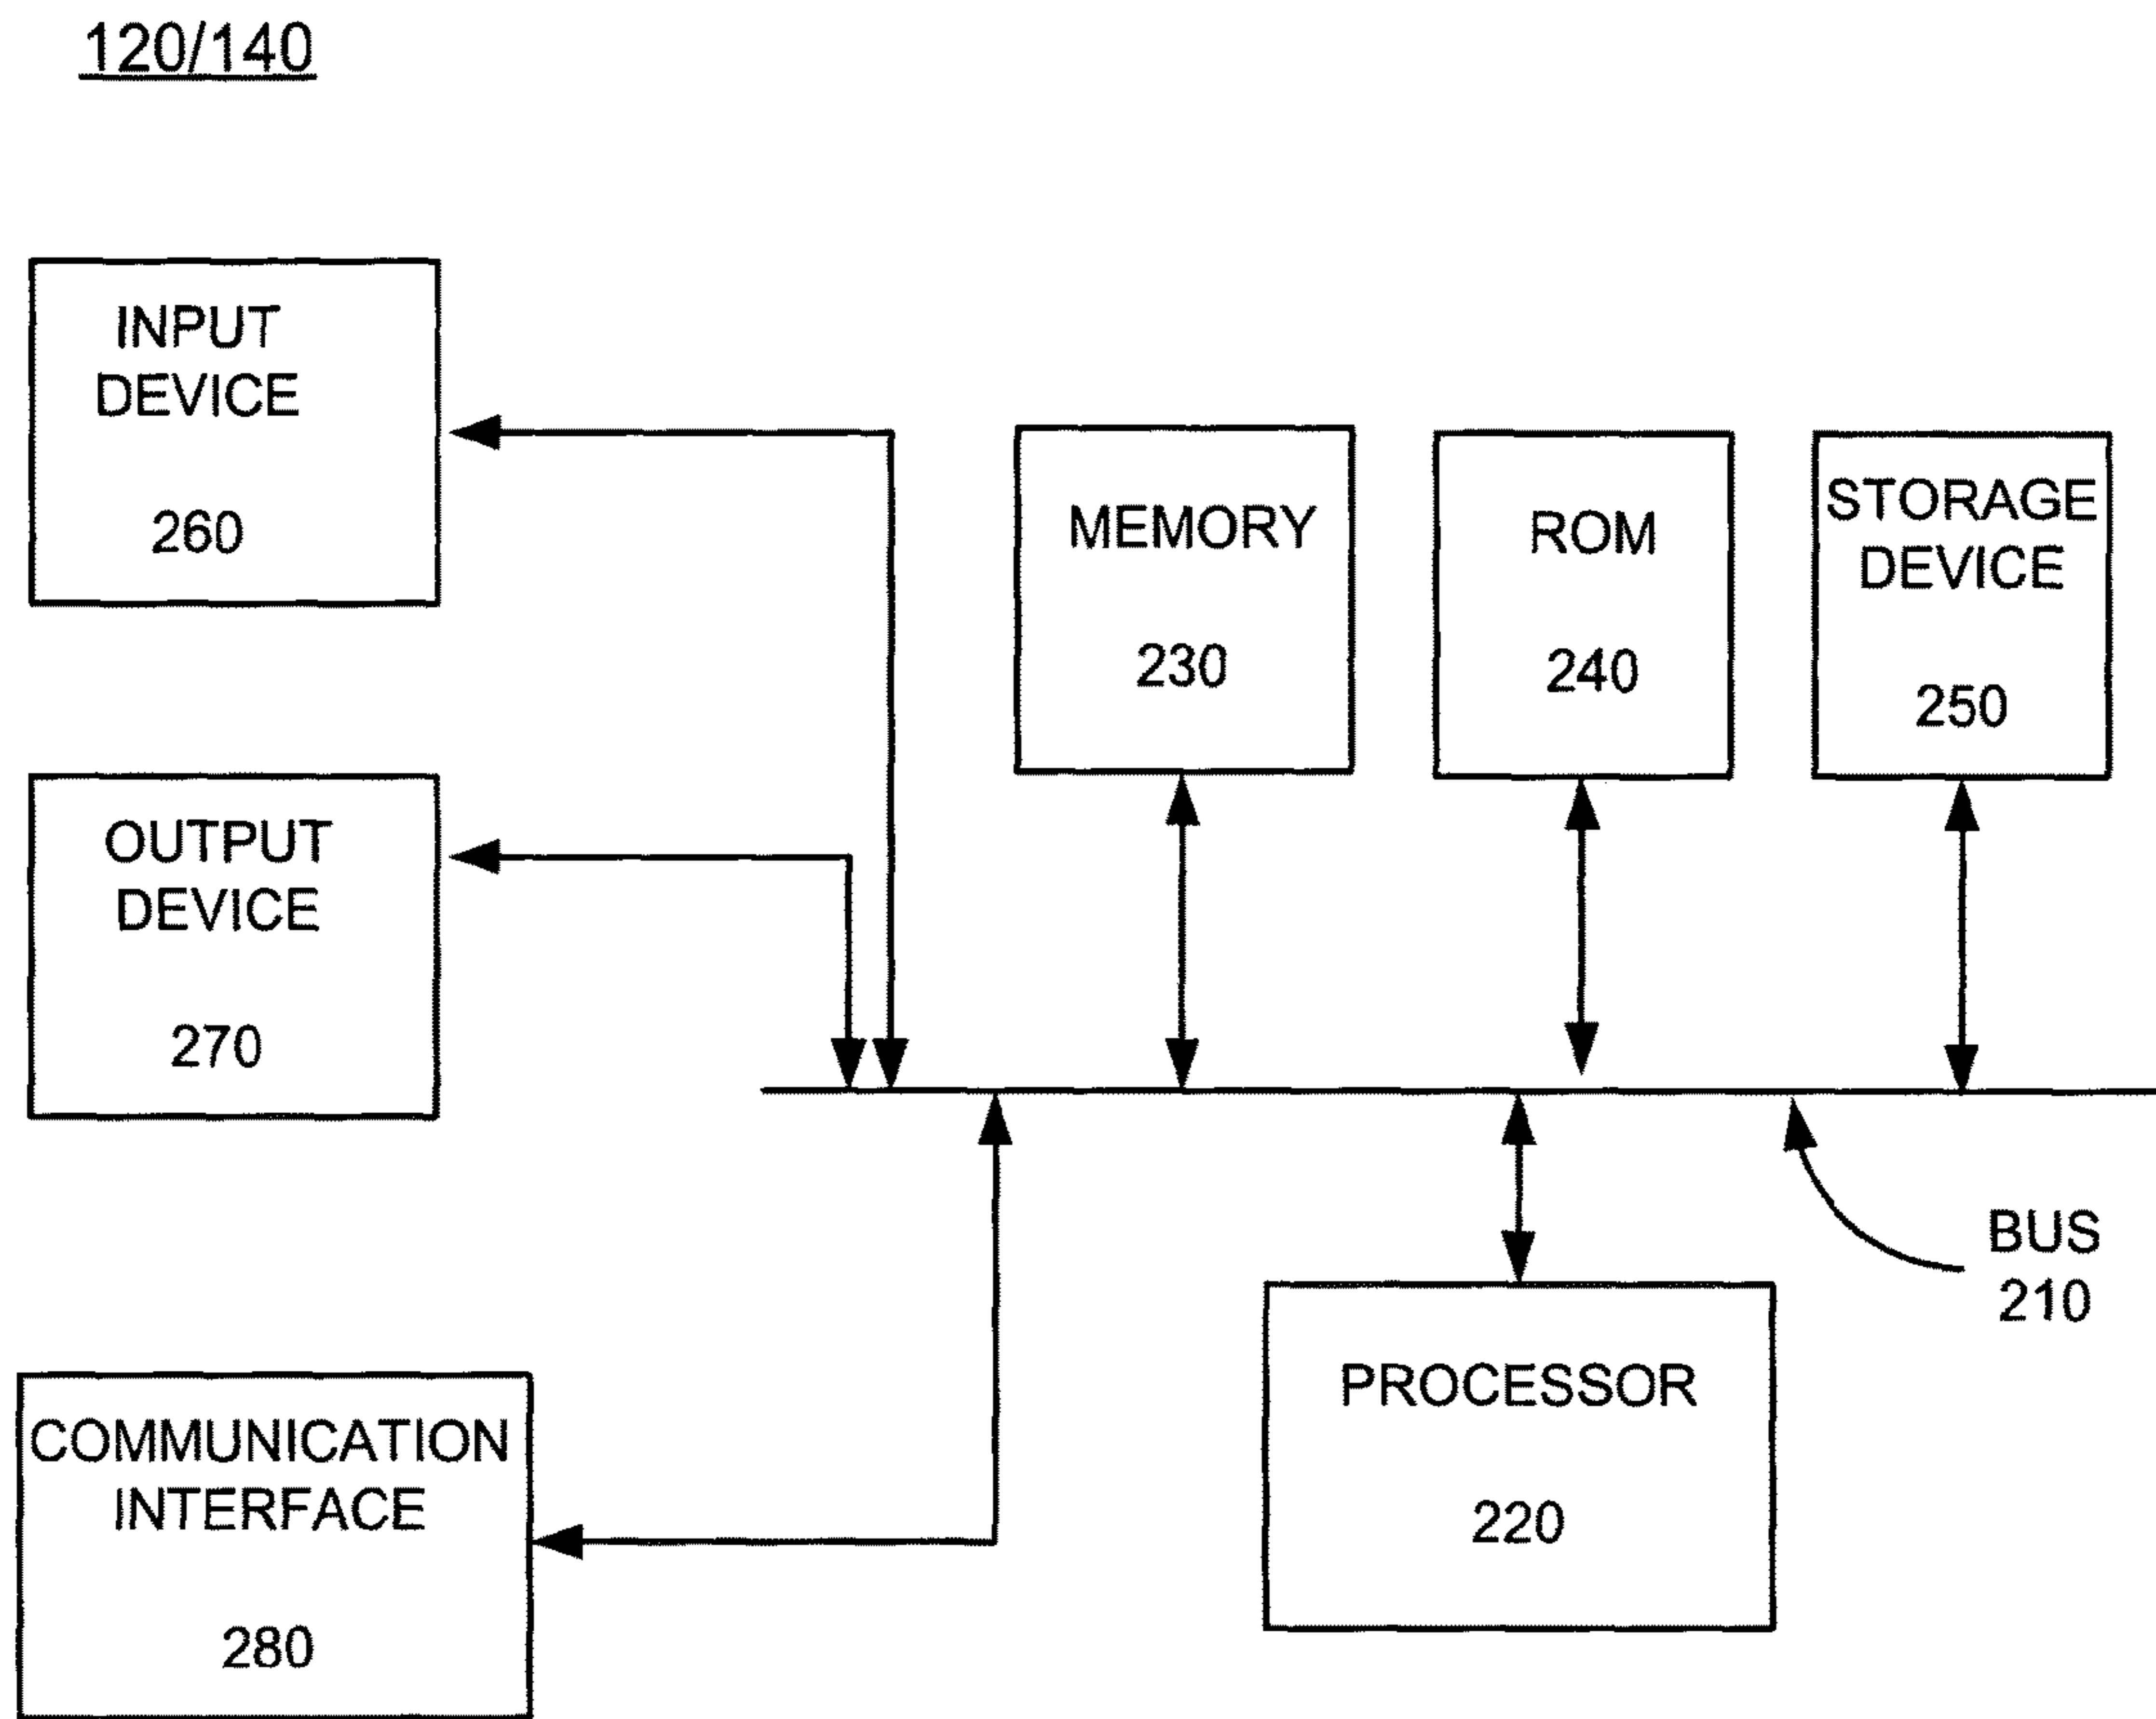 120/140
INPUT
DEVICE
260
MEMORY
230
ROM
240
STORAGE
DEVICE
250
OUTPUT
DEVICE
270
BUS
210
PROCESSOR
220
COMMUNICATION
INTERFACE
280